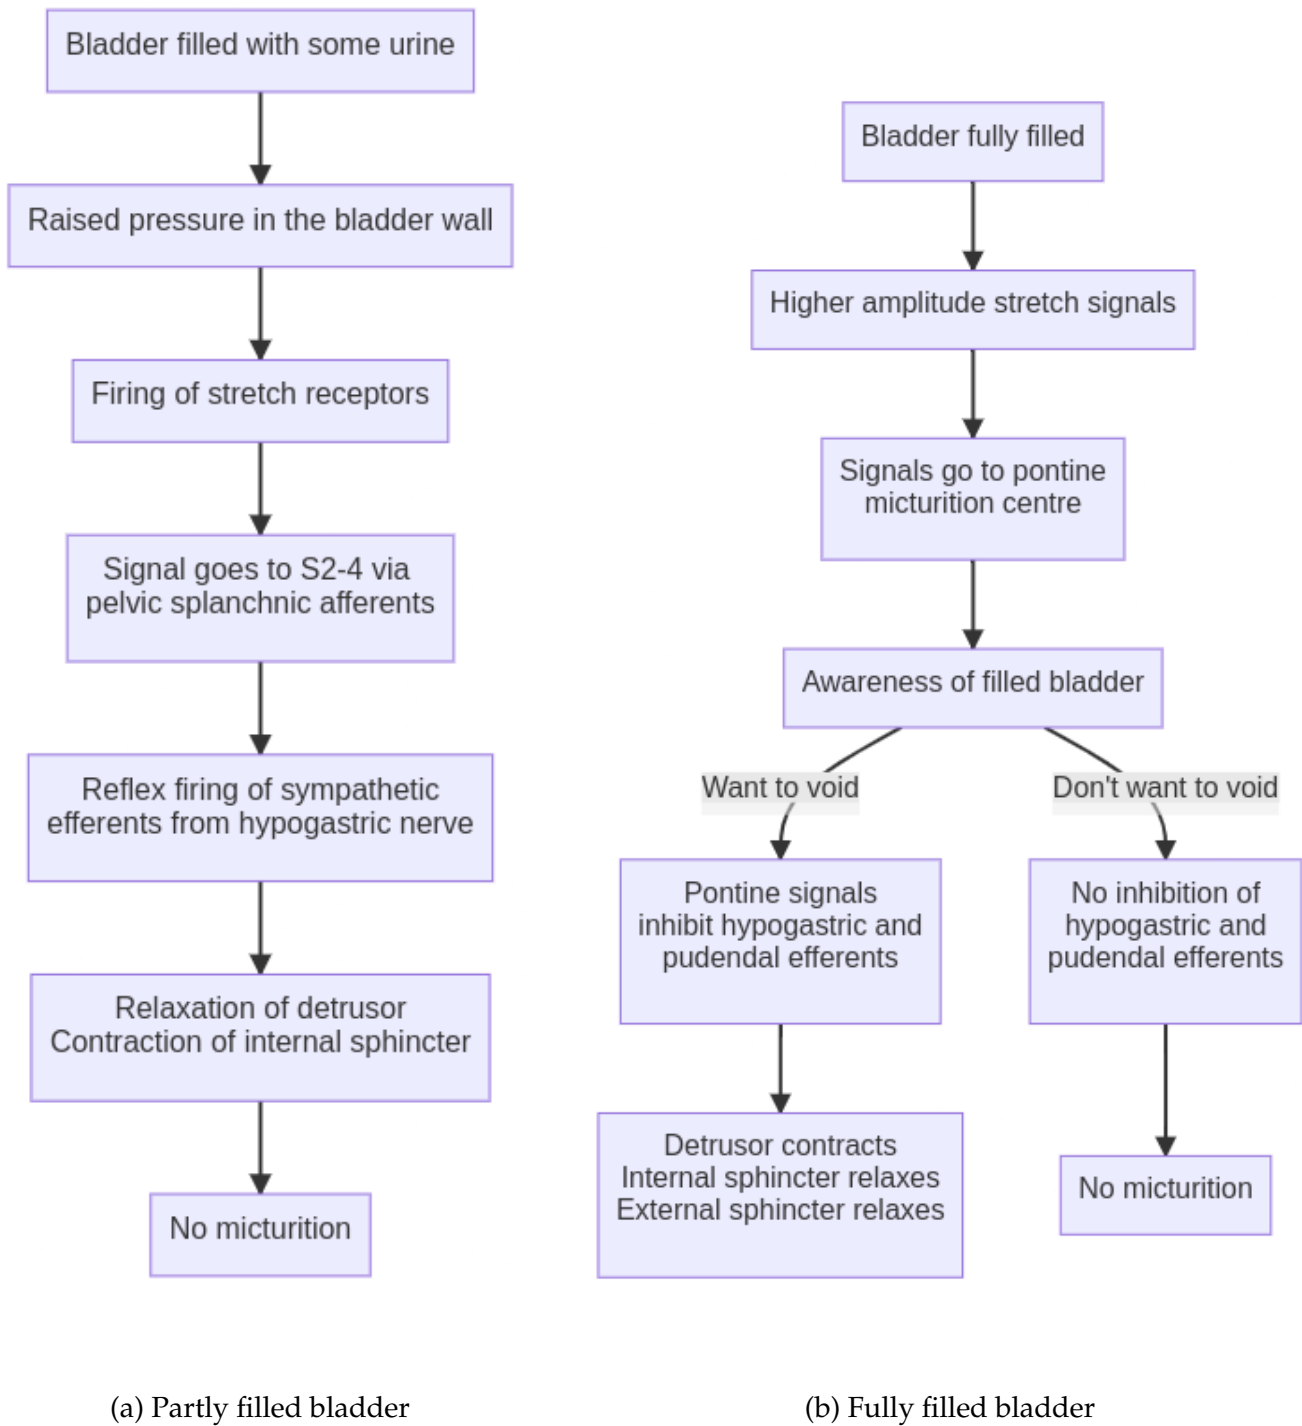 Bladder filled with some urine
Raised pressure in the bladder wall
Firing of stretch receptors
Signal goes to S2-4 via
pelvic splanchnic afferents
Reflex firing of sympathetic
efferents from hypogastric nerve
Relaxation of detrusor
Contraction of internal sphincter
No micturition
(a) Partly filled bladder
Bladder fully filled
Higher amplitude stretch signals
Signals go to pontine
micturition centre
Awareness of filled bladder
Want to void
Don't want to void
Pontine signals
inhibit hypogastric and
pudendal efferents
No inhibition of
hypogastric and
pudendal efferents
Detrusor contracts
Internal sphincter relaxes
External sphincter relaxes
No micturition
(b) Fully filled bladder